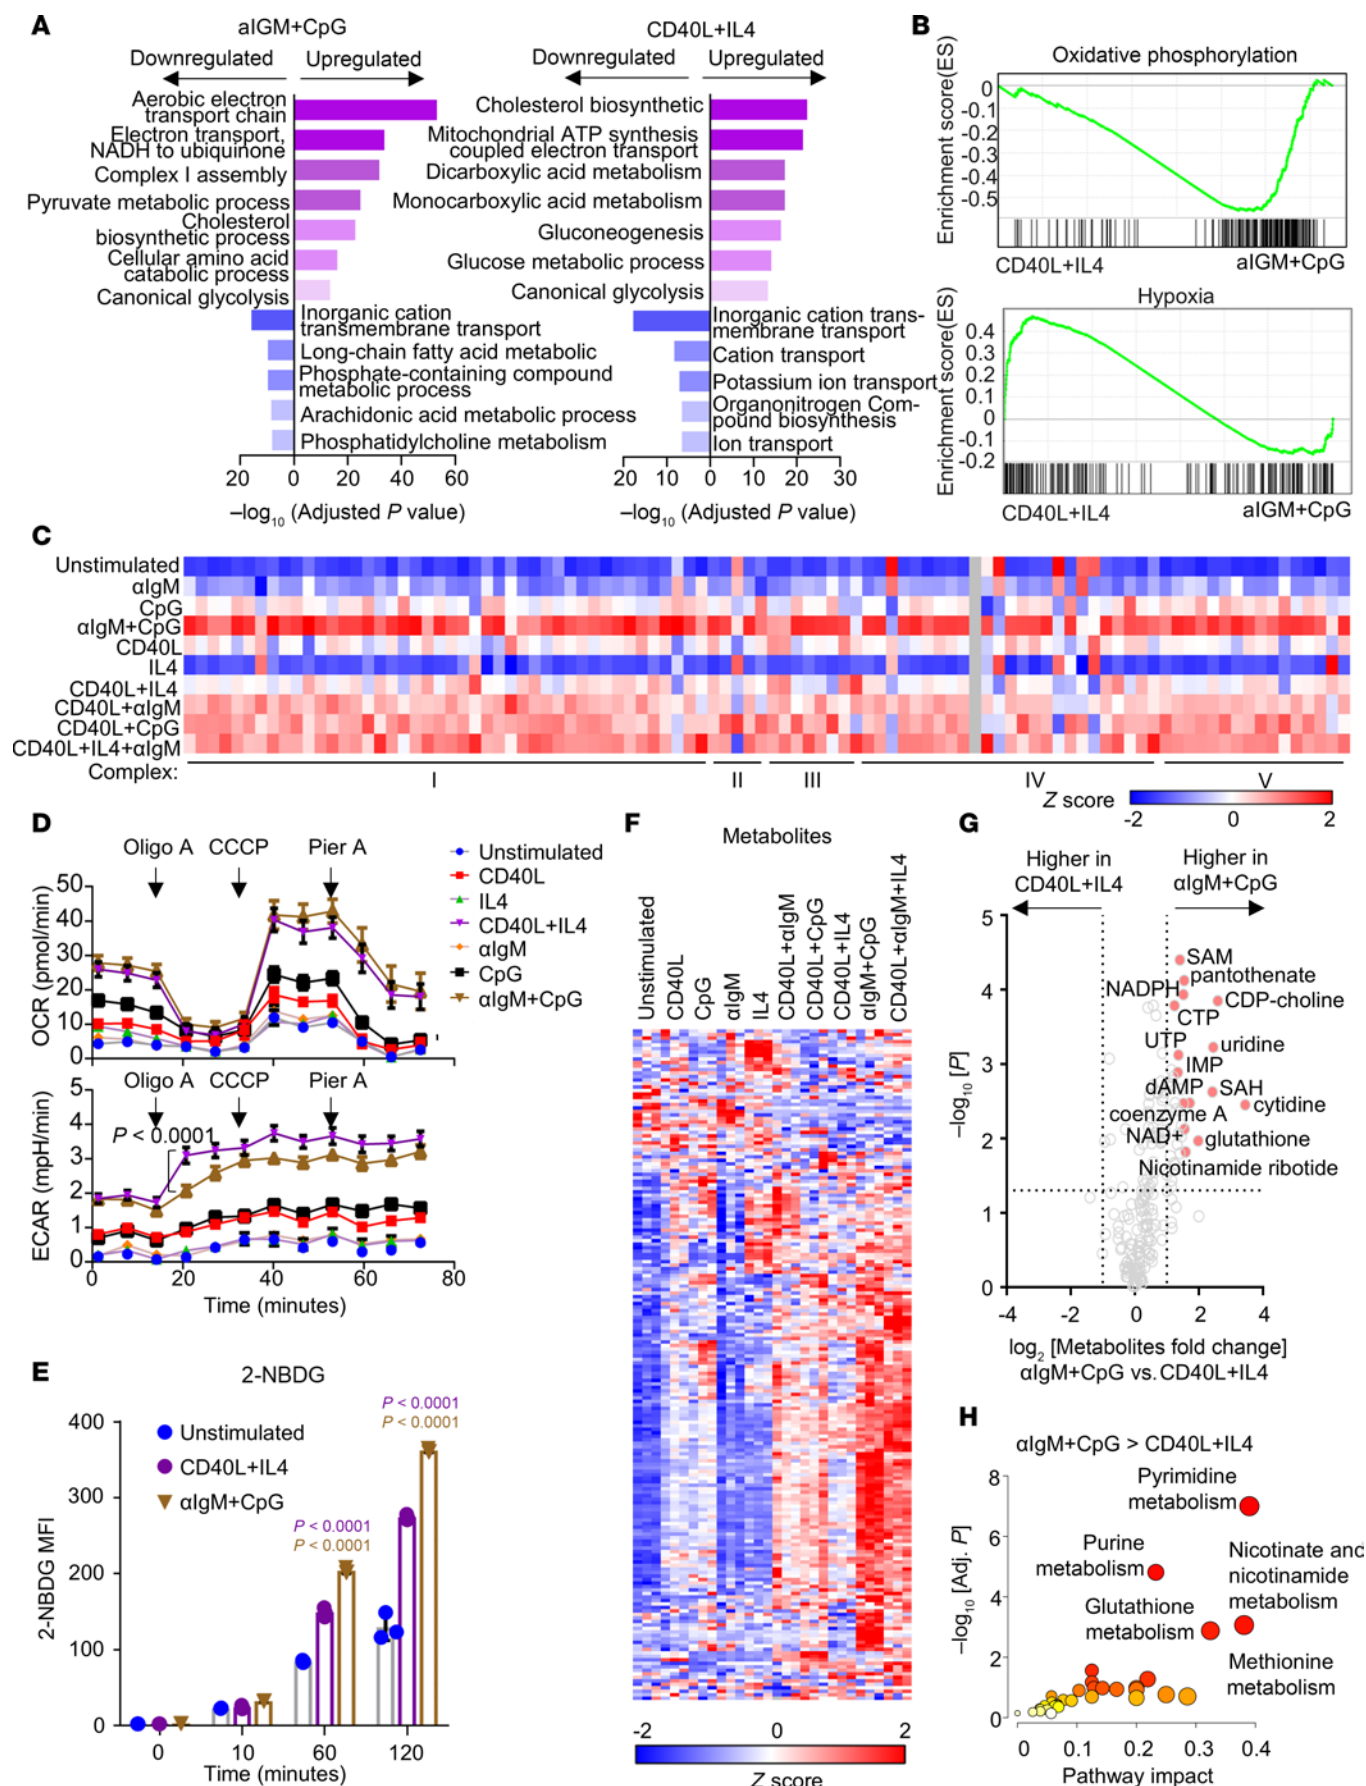 A
aIGM+CpG
Downregulated
Upregulated
Aerobic electron
transport chain
Electron transport,
NADH to ubiquinone
Complex I assembly
Pyruvate metabolic process
Cholesterol
biosynthetic process
Cellular amino acid
catabolic process
Canonical glycolysis
Inorganic cation
transmembrane transport
Long-chain fatty acid metabolic
Phosphate-containing compound
metabolic process
Arachidonic acid metabolic process
Phosphatidylcholine metabolism
20 0 20 40 60
–log10 (Adjusted P value)
CD40L+IL4
Downregulated
Upregulated
Cholesterol biosynthetic
Mitochondrial ATP synthesis
coupled electron transport
Dicarboxylic acid metabolism
Monocarboxylic acid metabolism
Gluconeogenesis
Glucose metabolic process
Canonical glycolysis
Inorganic cation trans-
membrane transport
Cation transport
Potassium ion transport
Organonitrogen Com-
pound biosynthesis
Ion transport
20 10 0 10 20 30
–log10 (Adjusted P value)
B
Oxidative phosphorylation
Enrichment score(ES)
0
-0.1
-0.2
-0.3
-0.4
-0.5
CD40L+IL4
aIGM+CpG
Hypoxia
Enrichment score(ES)
0.4
0.3
0.2
0.1
0
-0.1
-0.2
CD40L+IL4
aIGM+CpG
C
Unstimulated
αIgM
CpG
αIgM+CpG
CD40L
IL4
CD40L+IL4
CD40L+αIgM
CD40L+CpG
CD40L+IL4+αIgM
Complex:
I
II
III
IV
V
Z score
-2 0 2
D
Oligo A CCCP Pier A
OCR (pmol/min)
50
40
30
20
10
0
Unstimulated
CD40L
IL4
CD40L+IL4
αIgM
CpG
αIgM+CpG
Oligo A CCCP Pier A
P < 0.0001
ECAR (mpH/min)
5
4
3
2
1
0
0 20 40 60 80
Time (minutes)
E
2-NBDG
2-NBDG MFI
400
300
200
100
0
Unstimulated
CD40L+IL4
αIgM+CpG
P < 0.0001
P < 0.0001
P < 0.0001
P < 0.0001
0 10 60 120
Time (minutes)
F
Metabolites
Unstimulated
CD40L
CpG
αIgM
IL4
CD40L+αIgM
CD40L+CpG
CD40L+IL4
αIgM+CpG
CD40L+αIgM+IL4
-2 0 2
Z score
G
Higher in
CD40L+IL4
Higher in
αIgM+CpG
–log10 [P]
5
4
3
2
1
0
SAM
pantothenate
NADPH
CDP-choline
CTP
UTP
uridine
IMP
dAMP
SAH
coenzyme A
cytidine
NAD+
glutathione
Nicotinamide ribotide
-4 -2 0 2 4
log2 [Metabolites fold change]
αIgM+CpG vs. CD40L+IL4
H
αIgM+CpG > CD40L+IL4
–log10 [Adj. P]
8
6
4
2
0
Pyrimidine
metabolism
Purine
metabolism
Nicotinate and
nicotinamide
metabolism
Glutathione
metabolism
Methionine
metabolism
0 0.1 0.2 0.3 0.4
Pathway impact